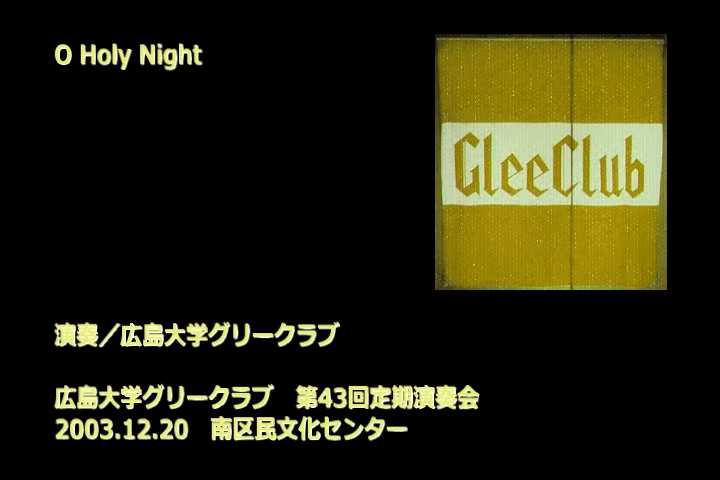 O Holy Night
GleeClub
演奏／広島大学グリークラブ
広島大学グリークラブ　第43回定期演奏会
2003.12.20　南区民文化センター